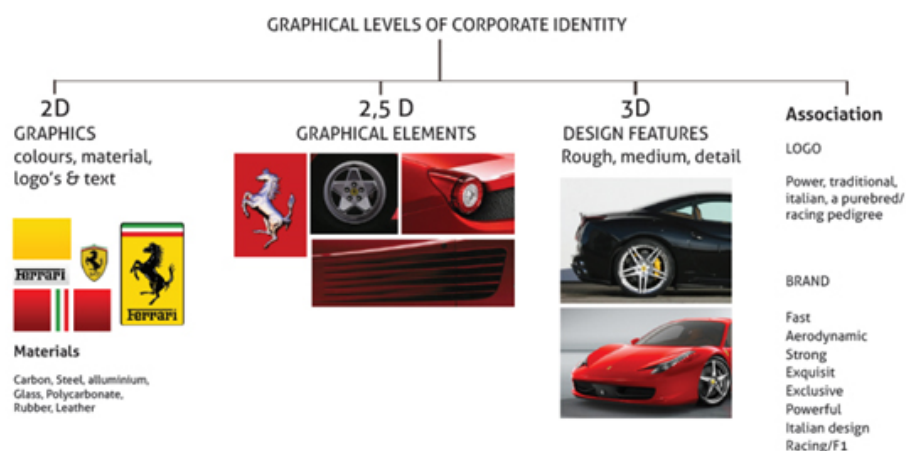 GRAPHICAL LEVELS OF CORPORATE IDENTITY
2D
GRAPHICS
colours, material,
logo's & text
Ferrari
Ferrari
Materials
Carbon, Steel, alluminium,
Glass, Polycarbonate,
Rubber, Leather
2,5 D
GRAPHICAL ELEMENTS
3D
DESIGN FEATURES
Rough, medium, detail
Association
LOGO
Power, traditional,
italian, a purebred/
racing pedigree
BRAND
Fast
Aerodynamic
Strong
Exquisit
Exclusive
Powerful
Italian design
Racing/F1